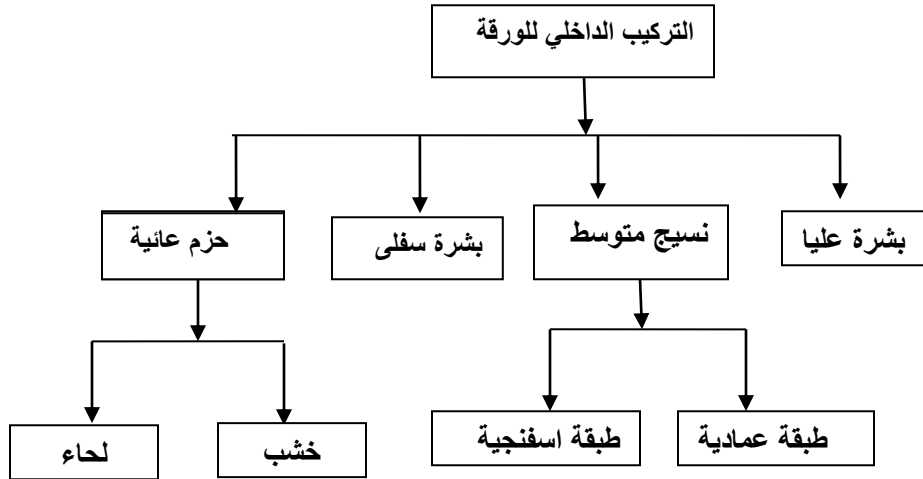 التركيب الداخلي للورقة
بشرة عليا
نسيج متوسط
بشرة سفلى
حزم عائية
طبقة عمادية
طبقة اسفنجية
خشب
لحاء